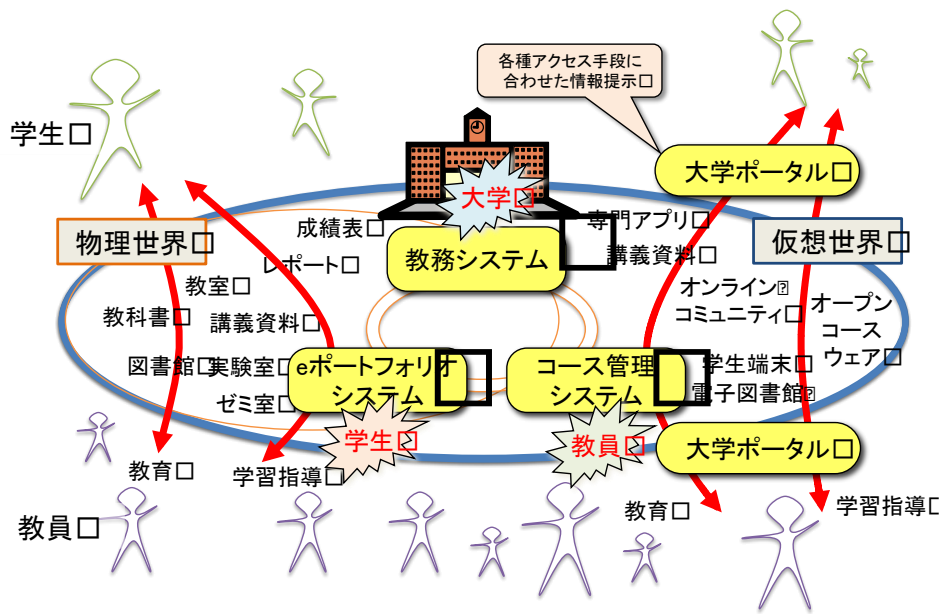 各種アクセス手段に
合わせた情報提示□
学生□
大学ポータル□
大学□
物理世界□
成績表□
専門アプリ□
仮想世界□
教務システム
講義資料□
レポート□
教室□
オンライン⍰
コミュニティ□
オープン
コース
ウェア□
教科書□
講義資料□
図書館□
実験室□
eポートフォリオ
システム
コース管理
システム
学生端末□
電子図書館⍰
ゼミ室□
学生□
教員□
大学ポータル□
教育□
学習指導□
教育□
学習指導□
教員□